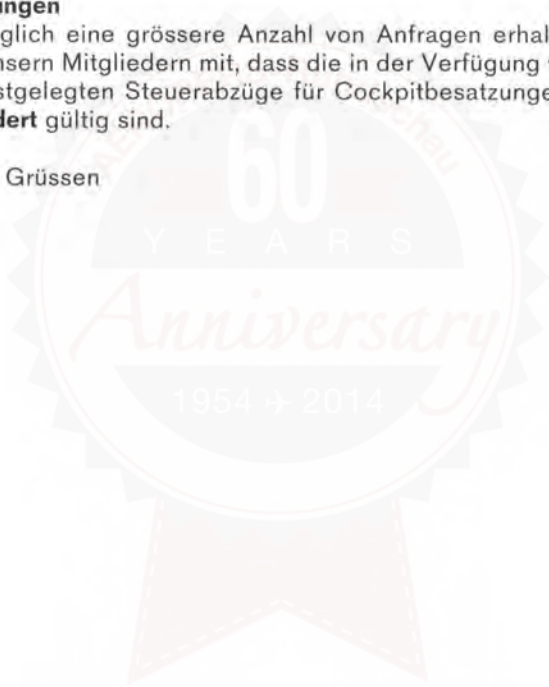 ungen
glich eine grössere Anzahl von Anfragen erhal
nsern Mitgliedern mit, dass die in der Verfügung
stgelegten Steuerabzüge für Cockpitbesatzunge
dert gültig sind.
Grüssen
60
YEARS
Anniversary
1954 ✈ 2014